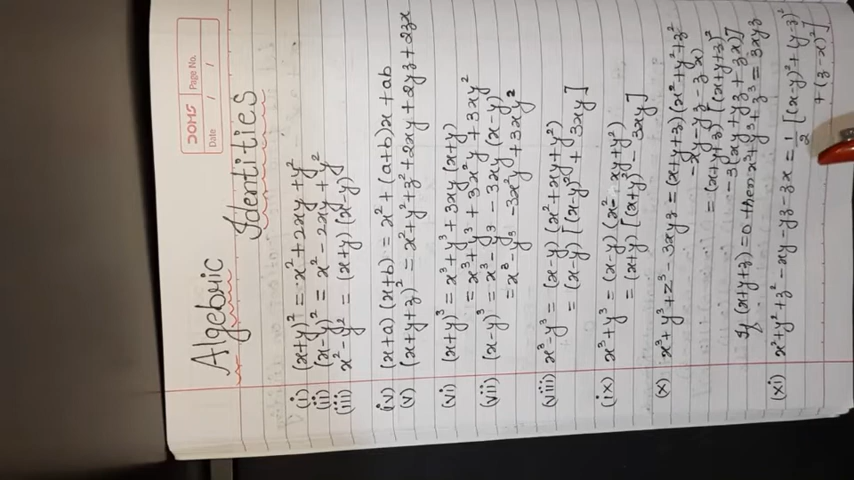 DOMS
Page No.
Date / /
Algebric Identities
(i) (x+y)² = x² + 2xy + y²
(ii) (x-y)² = x² - 2xy + y²
(iii) x² - y² = (x+y) (x-y)
(iv) (x+a) (x+b) = x² + (a+b)x + ab
(v) (x+y+z)² = x² + y² + z² + 2xy + 2yz + 2zx
(vi) (x+y)³ = x³ + y³ + 3xy (x+y)
= x³ + y³ + 3x²y + 3xy²
(vii) (x-y)³ = x³ - y³ - 3xy (x-y)
= x³ - y³ - 3x²y + 3xy²
(viii) x³-y³ = (x-y) (x² + xy + y²)
= (x-y) [(x-y)² + 3xy]
(ix) x³+y³ = (x-y) (x² - xy + y²)
= (x+y) [(x+y)² - 3xy]
(x) x³+y³+z³ - 3xyz = (x+y+z) (x²+y²+z²
-xy-yz-zx)
= (x+y+z) [(x+y+z)²
-3(xy+yz+zx)]
If (x+y+z)=0 then x³+y³+z³ = 3xyz
(xi) x²+y²+z² - xy - yz - zx = 1/2 [(x-y)² + (y-z)²
+ (z-x)²]